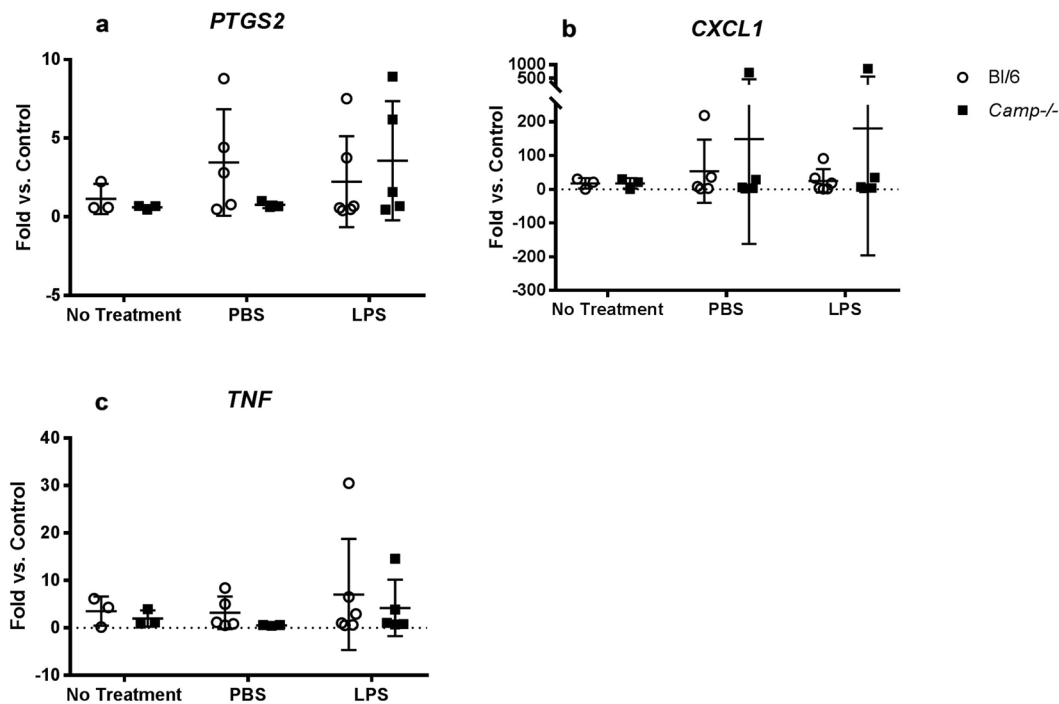 a
PTGS2
10
5
0
-5
Fold vs. Control
No Treatment
PBS
LPS
b
CXCL1
1000
500
200
100
0
-100
-200
-300
Fold vs. Control
No Treatment
PBS
LPS
Bl/6
Camp-/-
c
TNF
40
30
20
10
0
-10
Fold vs. Control
No Treatment
PBS
LPS